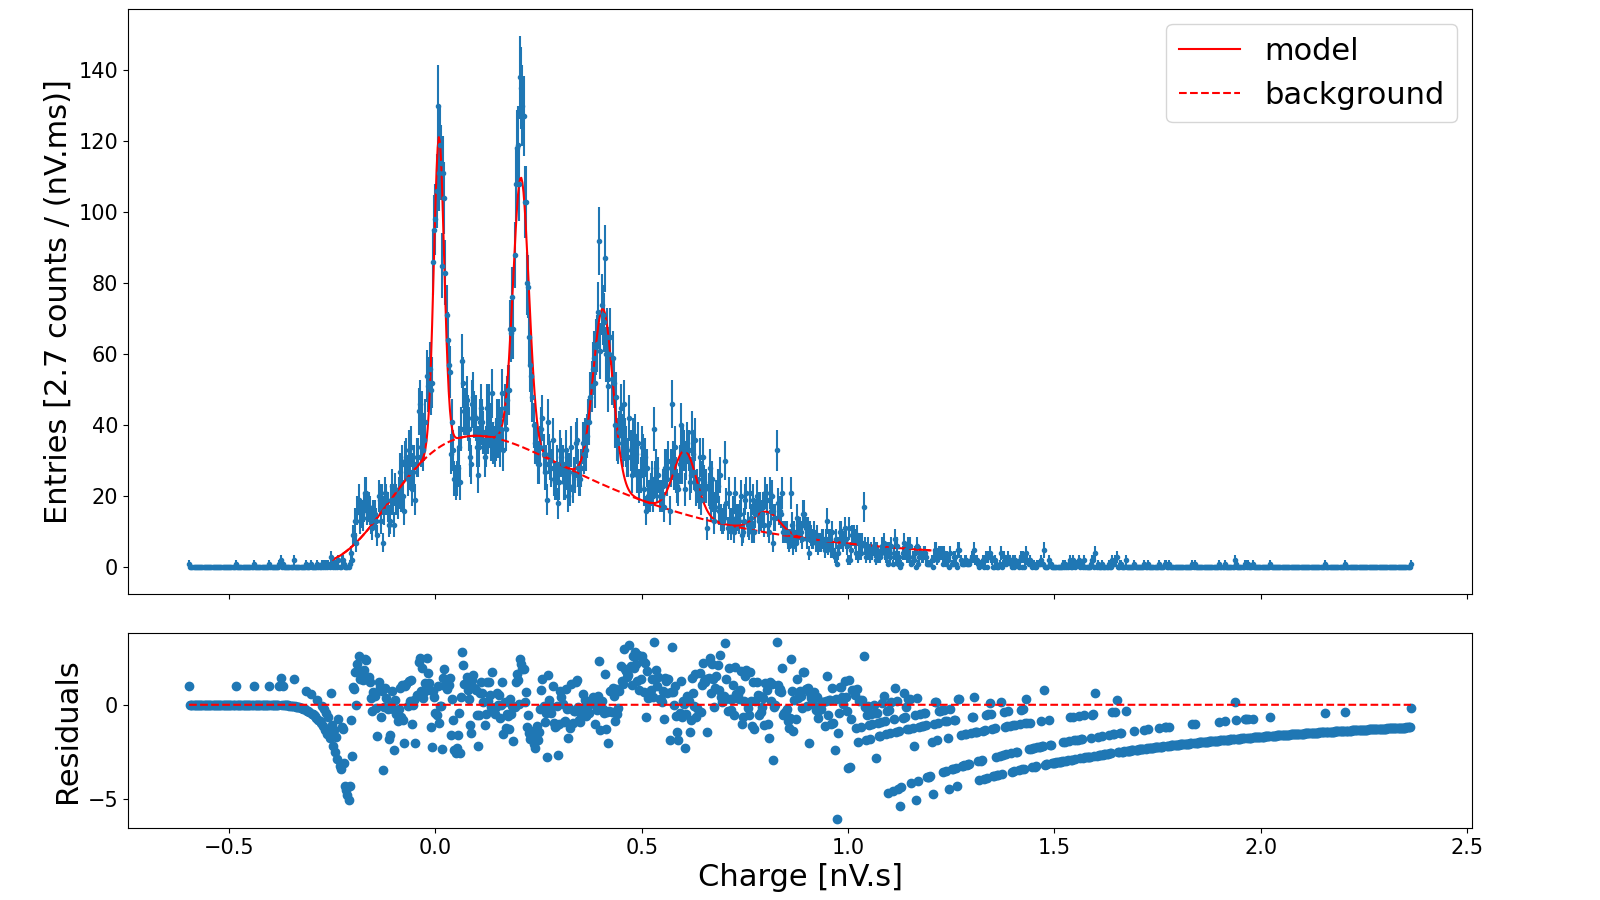 model
background
Entries [2.7 counts / (nV.ms)]
140
120
100
80
60
40
20
0
Residuals
0
−5
−0.5 0.0 0.5 1.0 1.5 2.0 2.5
Charge [nV.s]